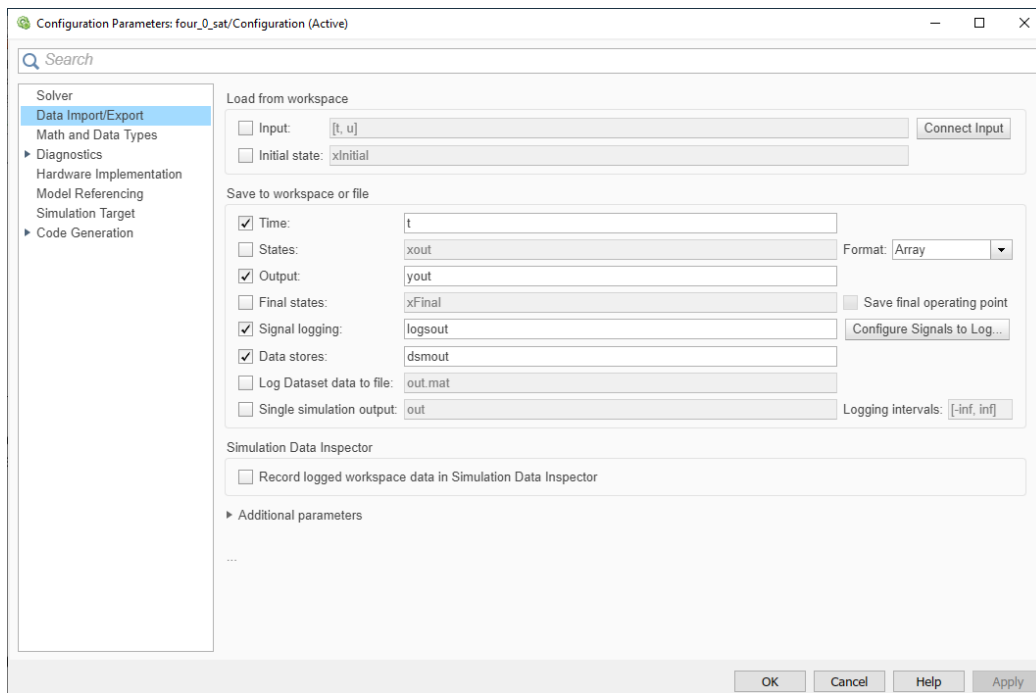 Configuration Parameters: four_0_sat/Configuration (Active)
Search
Solver
Data Import/Export
Math and Data Types
Diagnostics
Hardware Implementation
Model Referencing
Simulation Target
Code Generation
Load from workspace
Input: [t, u] Connect Input
Initial state: xInitial
Save to workspace or file
Time: t
States: xout Format: Array
Output: yout
Final states: xFinal Save final operating point
Signal logging: logsout Configure Signals to Log...
Data stores: dsmout
Log Dataset data to file: out.mat
Single simulation output: out Logging intervals: [-inf, inf]
Simulation Data Inspector
Record logged workspace data in Simulation Data Inspector
Additional parameters
...
OK Cancel Help Apply